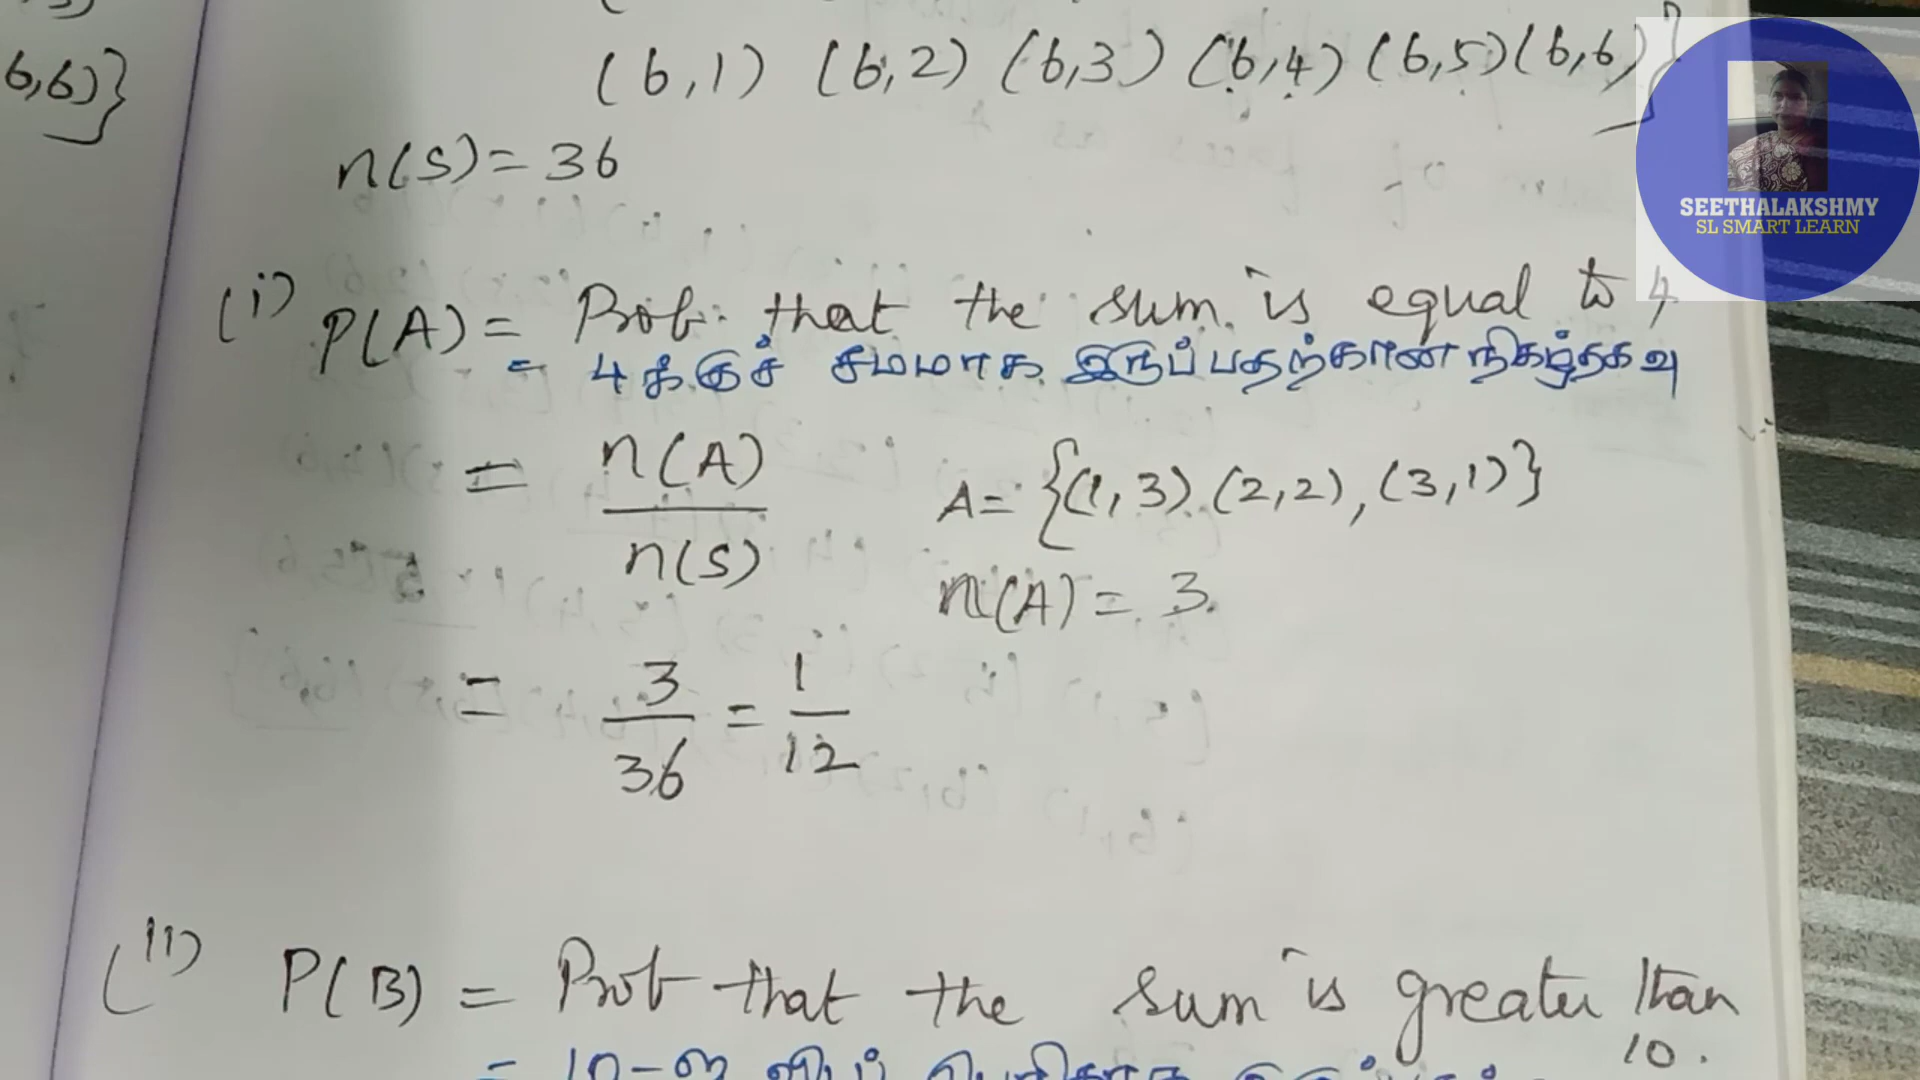 6,6)}
(6,1) (6,2) (6,3) (6,4) (6,5) (6,6)}
n(S) = 36
SEETHALAKSHMY
SL SMART LEARN
(i) P(A) = Prob. that the sum is equal to 4
= 4க்குச் சமமாக இருப்பதற்கான நிகழ்தகவு
= n(A)/n(S) A = {(1,3) (2,2), (3,1)}
n(A) = 3.
= 3/36 = 1/12
(ii) P(B) = Prob that the sum is greater than
10.
= 10-ஐ விட